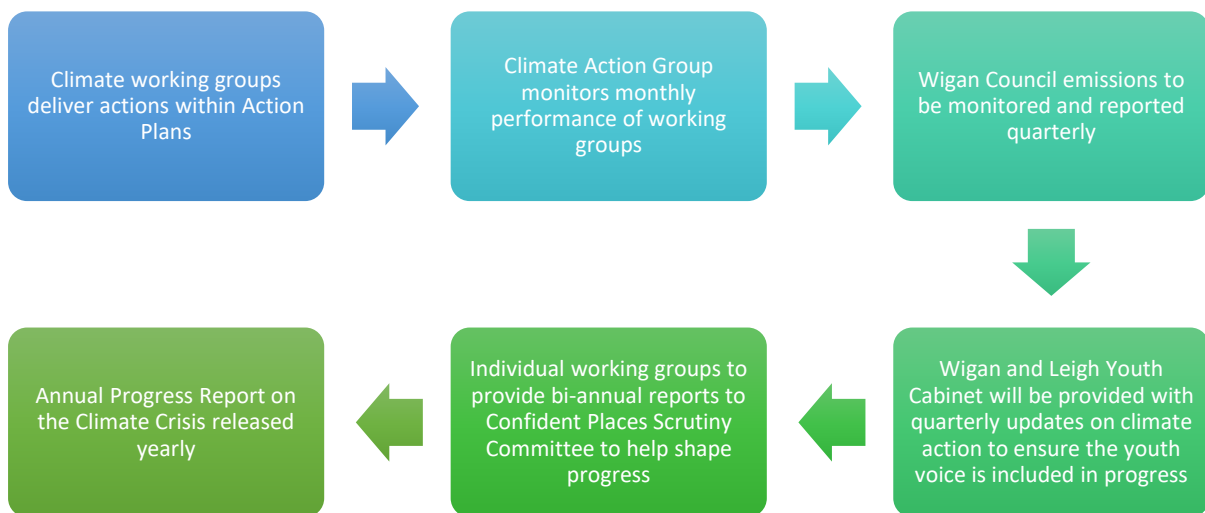 Climate working groups
deliver actions within Action
Plans
Climate Action Group
monitors monthly
performance of working
groups
Wigan Council emissions to
be monitored and reported
quarterly
Wigan and Leigh Youth
Cabinet will be provided with
quarterly updates on climate
action to ensure the youth
voice is included in progress
Individual working groups to
provide bi-annual reports to
Confident Places Scrutiny
Committee to help shape
progress
Annual Progress Report on
the Climate Crisis released
yearly